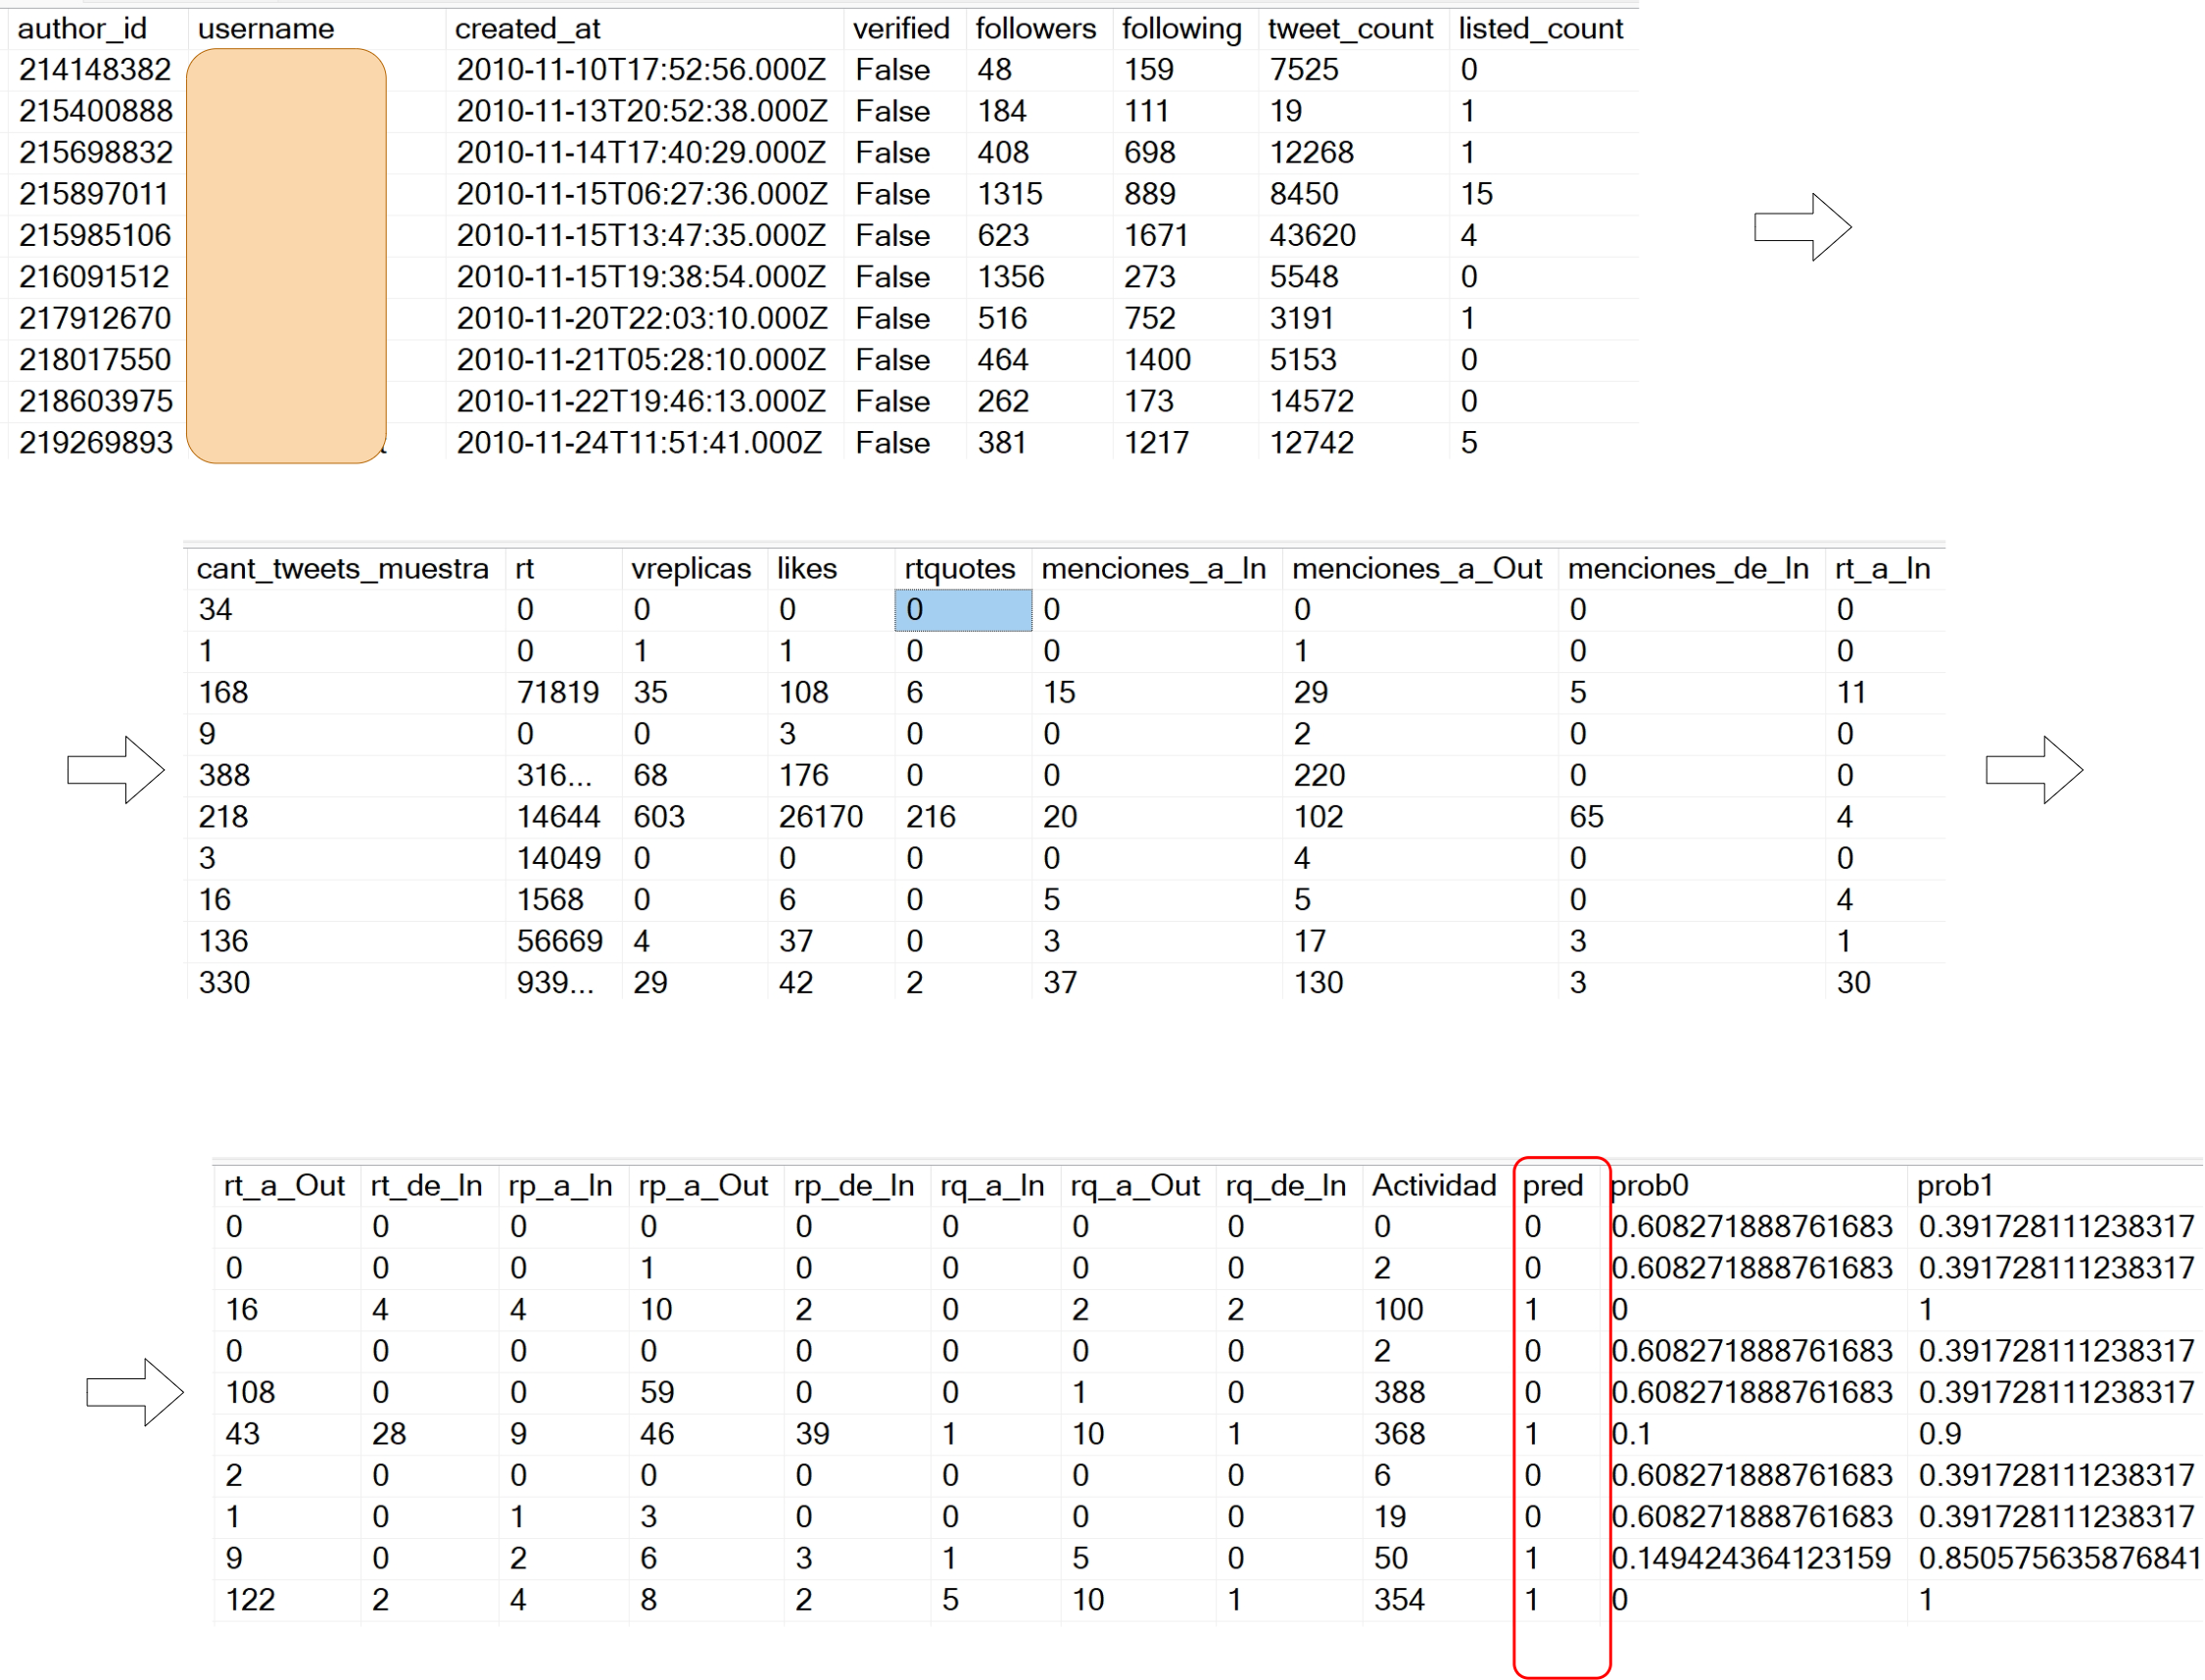 author_id username created_at verified followers following tweet_count listed_count
214148382 2010-11-10T17:52:56.000Z False 48 159 7525 0
215400888 2010-11-13T20:52:38.000Z False 184 111 19 1
215698832 2010-11-14T17:40:29.000Z False 408 698 12268 1
215897011 2010-11-15T06:27:36.000Z False 1315 889 8450 15
215985106 2010-11-15T13:47:35.000Z False 623 1671 43620 4
216091512 2010-11-15T19:38:54.000Z False 1356 273 5548 0
217912670 2010-11-20T22:03:10.000Z False 516 752 3191 1
218017550 2010-11-21T05:28:10.000Z False 464 1400 5153 0
218603975 2010-11-22T19:46:13.000Z False 262 173 14572 0
219269893 2010-11-24T11:51:41.000Z False 381 1217 12742 5
cant_tweets_muestra rt vreplicas likes rtquotes menciones_a_In menciones_a_Out menciones_de_In rt_a_In
34 0 0 0 0 0 0 0 0
1 0 1 1 0 0 1 0 0
168 71819 35 108 6 15 29 5 11
9 0 0 3 0 0 2 0 0
388 316... 68 176 0 0 220 0 0
218 14644 603 26170 216 20 102 65 4
3 14049 0 0 0 0 4 0 0
16 1568 0 6 0 5 5 0 4
136 56669 4 37 0 3 17 3 1
330 939... 29 42 2 37 130 3 30
rt_a_Out rt_de_In rp_a_In rp_a_Out rp_de_In rq_a_In rq_a_Out rq_de_In Actividad pred prob0 prob1
0 0 0 0 0 0 0 0 0 0 0.608271888761683 0.391728111238317
0 0 0 1 0 0 0 0 2 0 0.608271888761683 0.391728111238317
16 4 4 10 2 0 2 2 100 1 0 1
0 0 0 0 0 0 0 0 2 0 0.608271888761683 0.391728111238317
108 0 0 59 0 0 1 0 388 0 0.608271888761683 0.391728111238317
43 28 9 46 39 1 10 1 368 1 0.1 0.9
2 0 0 0 0 0 0 0 6 0 0.608271888761683 0.391728111238317
1 0 1 3 0 0 0 0 19 0 0.608271888761683 0.391728111238317
9 0 2 6 3 1 5 0 50 1 0.149424364123159 0.850575635876841
122 2 4 8 2 5 10 1 354 1 0 1